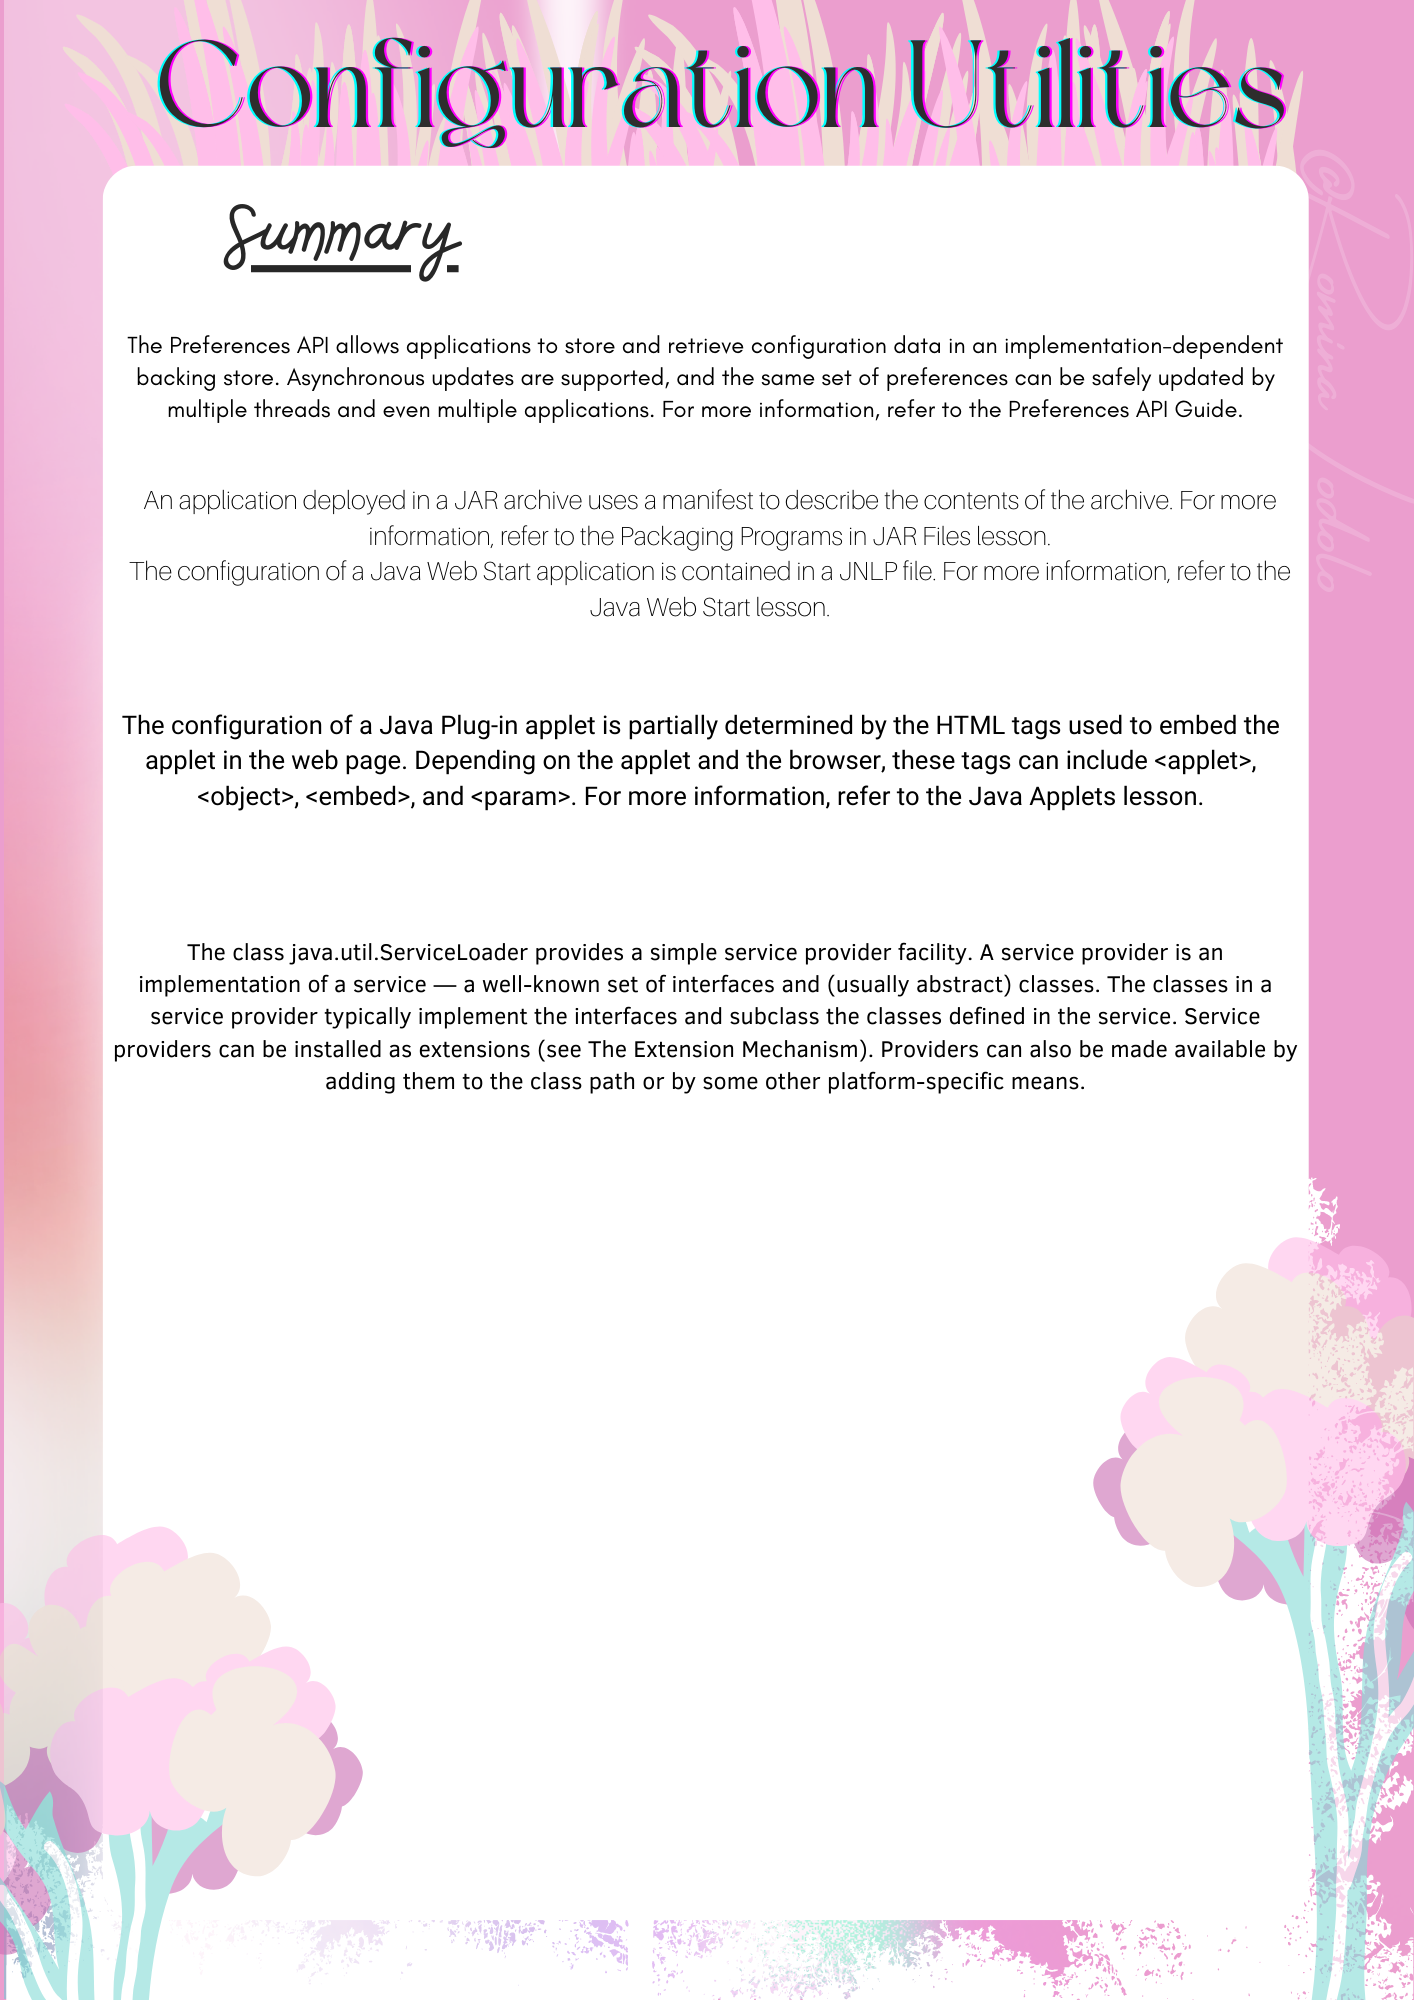 Configuration Utilities
Summary
The Preferences API allows applications to store and retrieve configuration data in an implementation-dependent
backing store. Asynchronous updates are supported, and the same set of preferences can be safely updated by
multiple threads and even multiple applications. For more information, refer to the Preferences API Guide.
An application deployed in a JAR archive uses a manifest to describe the contents of the archive. For more
information, refer to the Packaging Programs in JAR Files lesson.
The configuration of a Java Web Start application is contained in a JNLP file. For more information, refer to the
Java Web Start lesson.
The configuration of a Java Plug-in applet is partially determined by the HTML tags used to embed the
applet in the web page. Depending on the applet and the browser, these tags can include <applet>,
<object>, <embed>, and <param>. For more information, refer to the Java Applets lesson.
The class java.util.ServiceLoader provides a simple service provider facility. A service provider is an
implementation of a service — a well-known set of interfaces and (usually abstract) classes. The classes in a
service provider typically implement the interfaces and subclass the classes defined in the service. Service
providers can be installed as extensions (see The Extension Mechanism). Providers can also be made available by
adding them to the class path or by some other platform-specific means.
@Romina